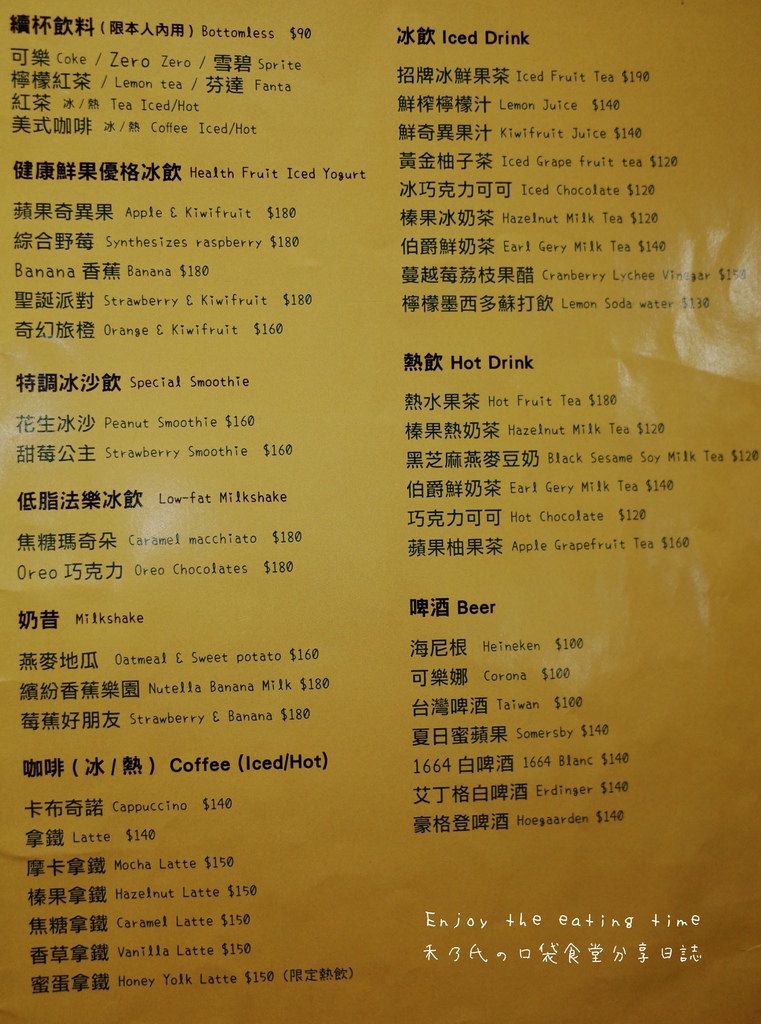 續杯飲料 (限本人內用) Bottomless $90
可樂 Coke / Zero Zero / 雪碧 Sprite
檸檬紅茶 / Lemon tea / 芬達 Fanta
紅茶 冰/熱 Tea Iced/Hot
美式咖啡 冰/熱 Coffee Iced/Hot
健康鮮果優格冰飲 Health Fruit Iced Yogurt
蘋果奇異果 Apple & Kiwifruit $180
綜合野莓 Synthesizes raspberry $180
Banana 香蕉 Banana $180
聖誕派對 Strawberry & Kiwifruit $180
奇幻旅橙 Orange & Kiwifruit $160
特調冰沙飲 Special Smoothie
花生冰沙 Peanut Smoothie $160
甜莓公主 Strawberry Smoothie $160
低脂法樂冰飲 Low-fat Milkshake
焦糖瑪奇朵 Caramel macchiato $180
Oreo 巧克力 Oreo Chocolates $180
奶昔 Milkshake
燕麥地瓜 Oatmeal & Sweet potato $160
繽紛香蕉樂園 Nutella Banana Milk $180
莓蕉好朋友 Strawberry & Banana $180
咖啡 (冰/熱) Coffee (Iced/Hot)
卡布奇諾 Cappuccino $140
拿鐵 Latte $140
摩卡拿鐵 Mocha Latte $150
榛果拿鐵 Hazelnut Latte $150
焦糖拿鐵 Caramel Latte $150
香草拿鐵 Vanilla Latte $150
蜜蛋拿鐵 Honey Yolk Latte $150 (限定熱飲)
冰飲 Iced Drink
招牌冰鮮果茶 Iced Fruit Tea $190
鮮榨檸檬汁 Lemon Juice $140
鮮奇異果汁 Kiwifruit Juice $140
黃金柚子茶 Iced Grape fruit tea $120
冰巧克力可可 Iced Chocolate $120
榛果冰奶茶 Hazelnut Milk Tea $120
伯爵鮮奶茶 Earl Gery Milk Tea $140
蔓越莓荔枝果醋 Cranberry Lychee Vinegar $150
檸檬墨西多蘇打飲 Lemon Soda water $130
熱飲 Hot Drink
熱水果茶 Hot Fruit Tea $180
榛果熱奶茶 Hazelnut Milk Tea $120
黑芝麻燕麥豆奶 Black Sesame Soy Milk Tea $120
伯爵鮮奶茶 Earl Gery Milk Tea $140
巧克力可可 Hot Chocolate $120
蘋果柚果茶 Apple Grapefruit Tea $160
啤酒 Beer
海尼根 Heineken $100
可樂娜 Corona $100
台灣啤酒 Taiwan $100
夏日蜜蘋果 Somersby $140
1664 白啤酒 1664 Blanc $140
艾丁格白啤酒 Erdinger $140
豪格登啤酒 Hoegaarden $140
Enjoy the eating time
禾乃氏の口袋食堂分享日誌